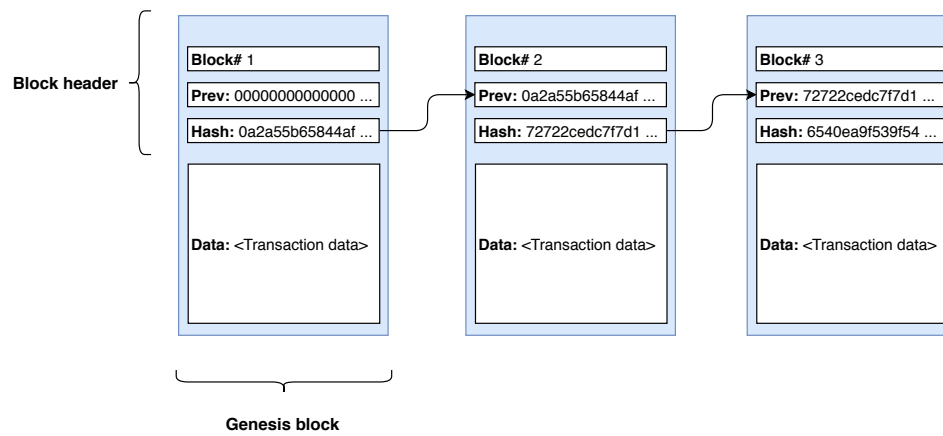 Block header
Block# 1
Prev: 00000000000000 ...
Hash: 0a2a55b65844af ...
Data: <Transaction data>
Genesis block
Block# 2
Prev: 0a2a55b65844af ...
Hash: 72722cedc7f7d1 ...
Data: <Transaction data>
Block# 3
Prev: 72722cedc7f7d1 ...
Hash: 6540ea9f539f54 ...
Data: <Transaction data>